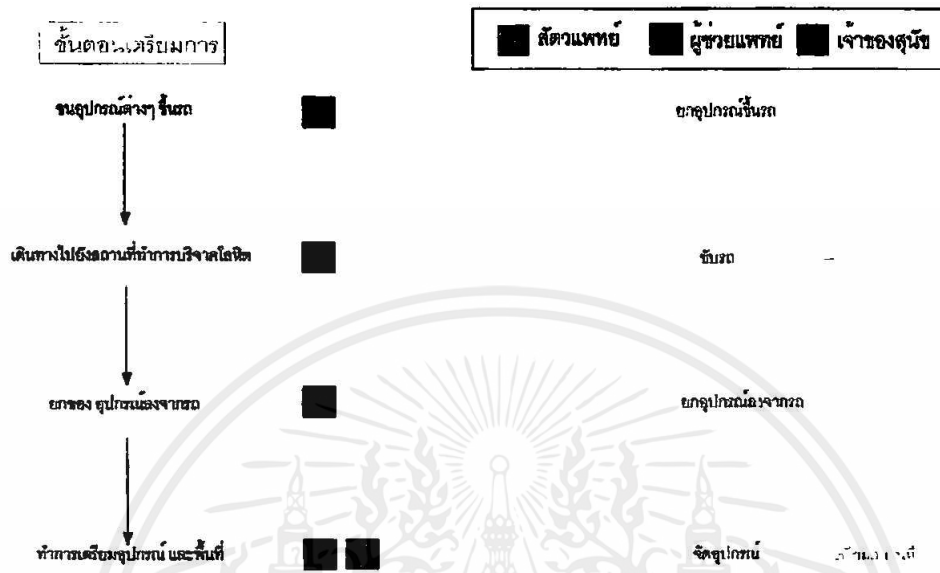 ขั้นตอนเตรียมการ
สัตวแพทย์ ผู้ช่วยแพทย์ เจ้าของสุนัข
ขนอุปกรณ์ต่างๆ ขึ้นรถ ยกอุปกรณ์ขึ้นรถ
เดินทางไปยังสถานที่ทำการบริจาคโลหิต ขับรถ
ยกของ อุปกรณ์ลงจากรถ ยกอุปกรณ์ลงจากรถ
ทำการเตรียมอุปกรณ์ และพื้นที่ จัดอุปกรณ์